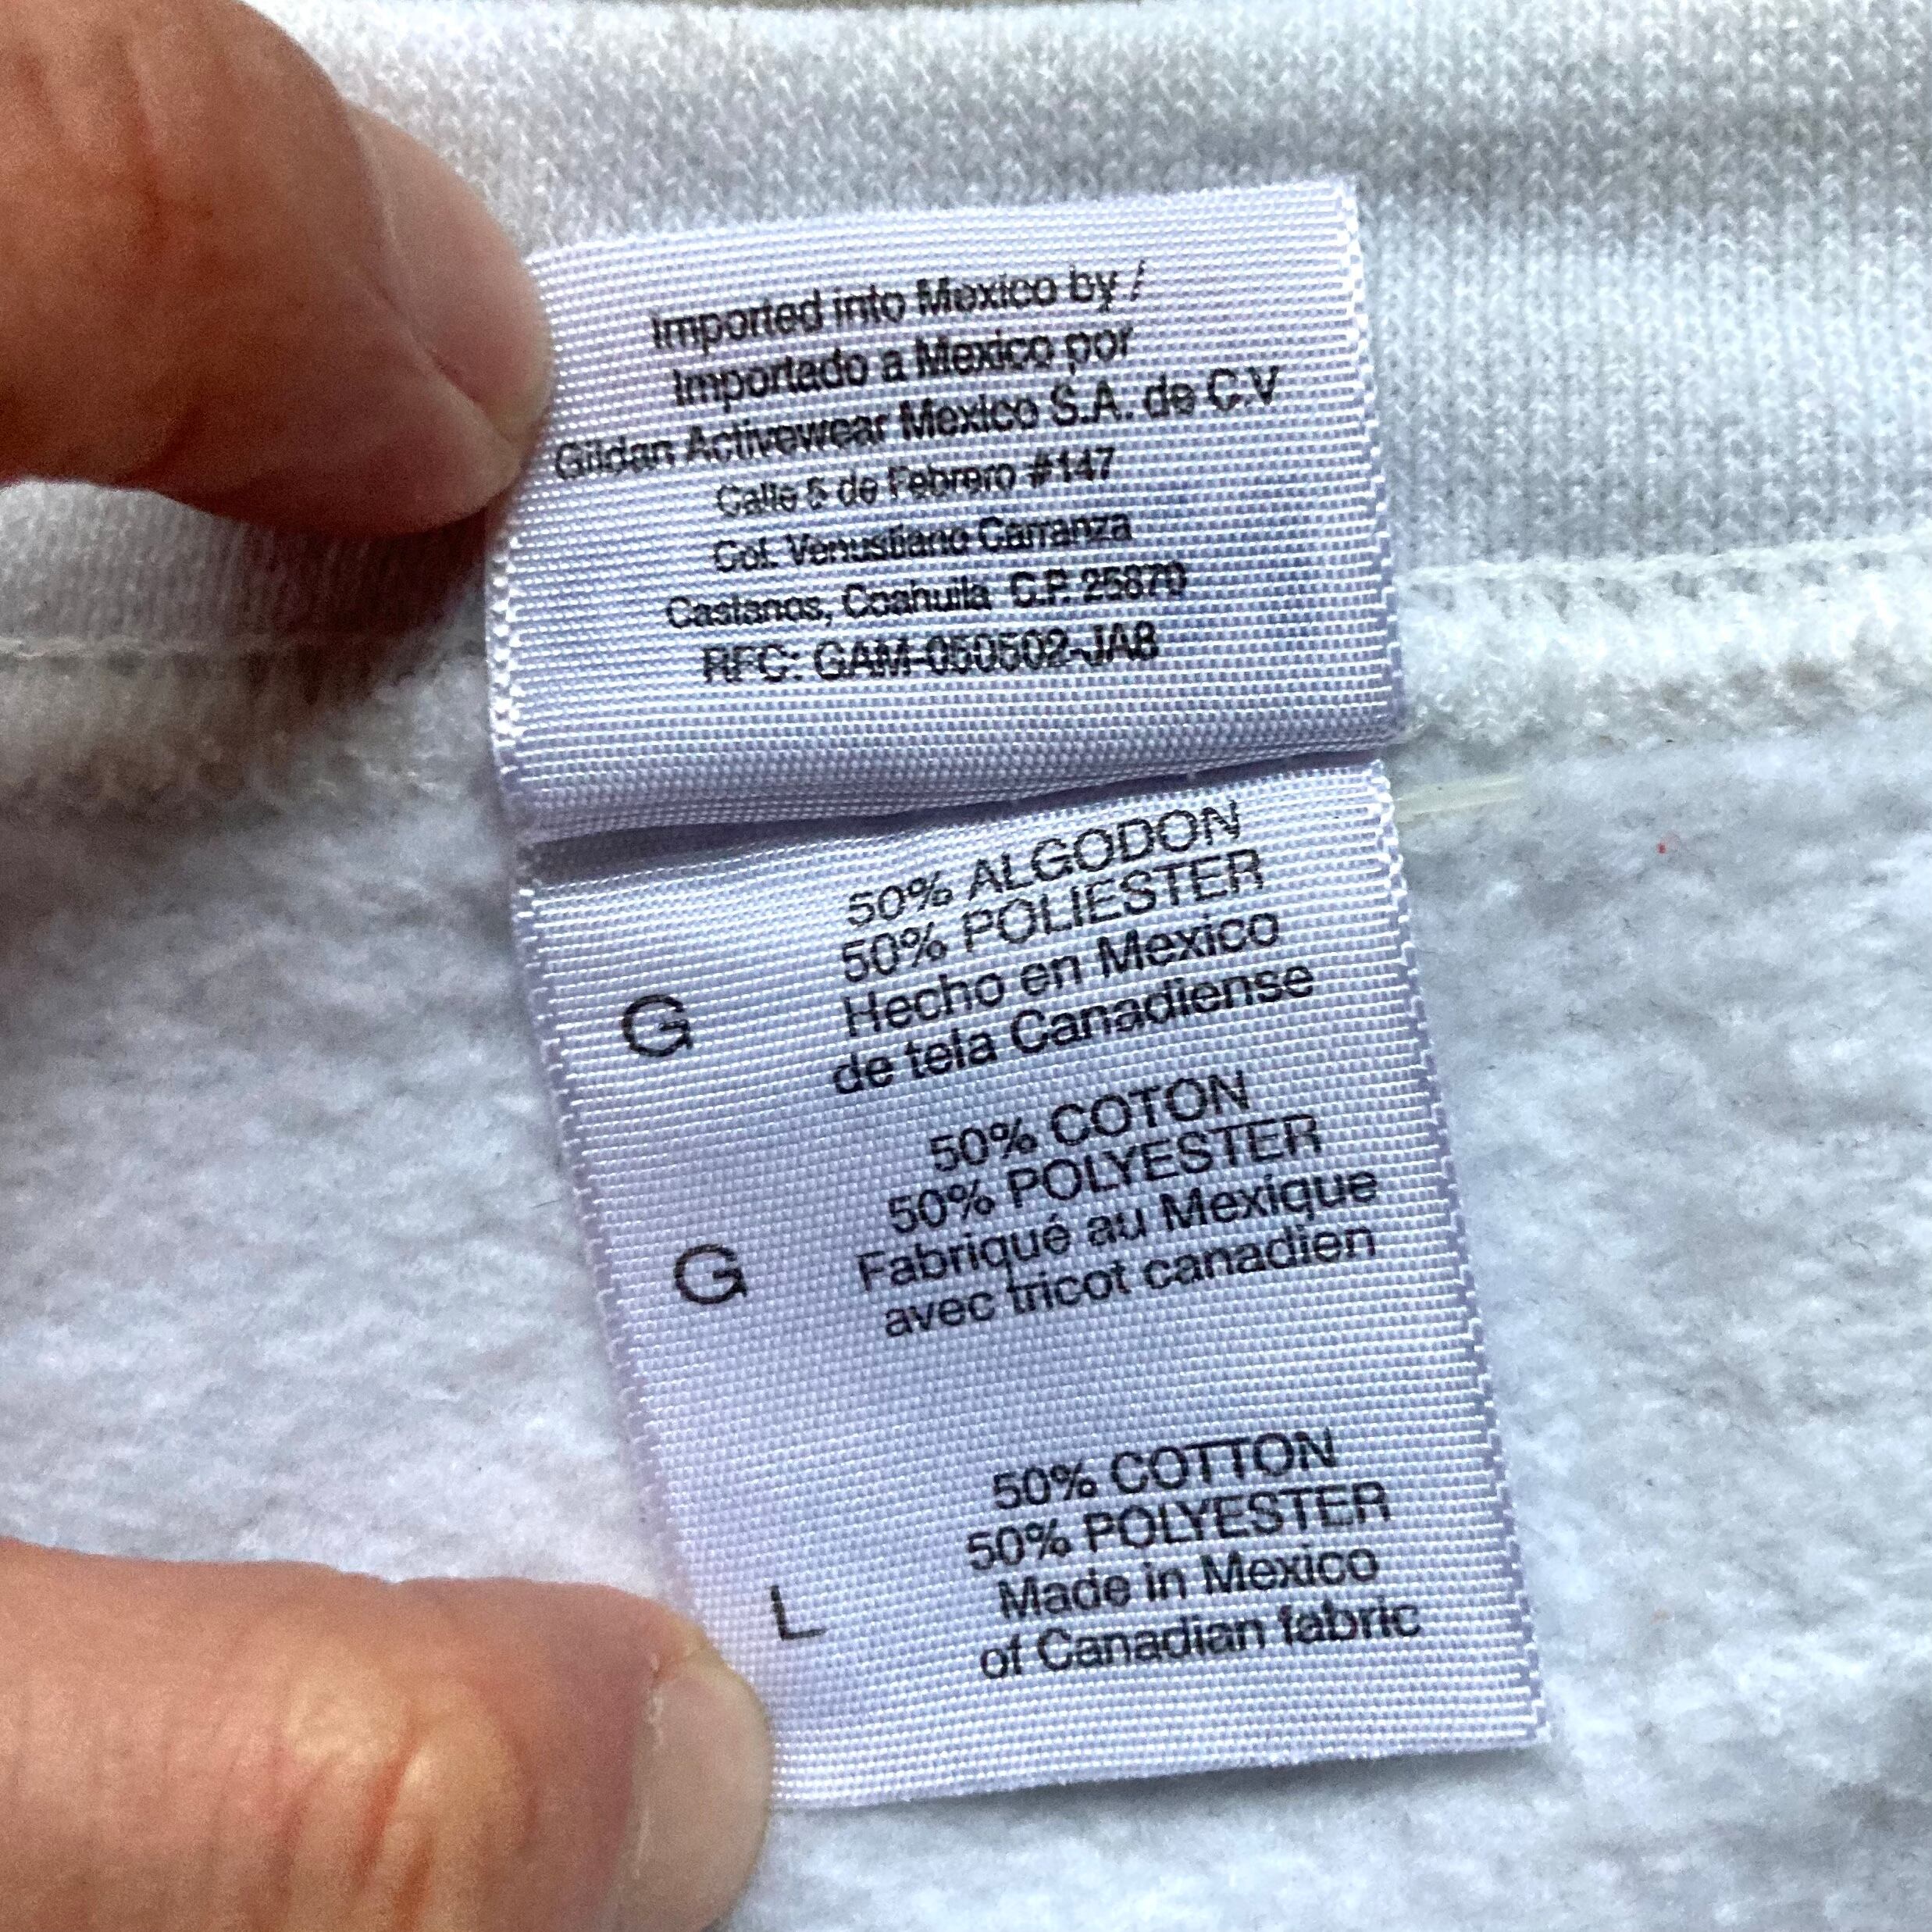 Imported into Mexico by /
Importado a Mexico por
Gildan Activewear Mexico S.A. de C.V
Calle 5 de Febrero #147
Col. Venustiano Carranza
Castanos, Coahuila C.P. 25870
RFC: GAM-050502-JA8
50% ALGODON
50% POLIESTER
G Hecho en Mexico
de tela Canadiense
50% COTON
50% POLYESTER
G Fabriqué au Mexique
avec tricot canadien
50% COTTON
50% POLYESTER
L Made in Mexico
of Canadian fabric